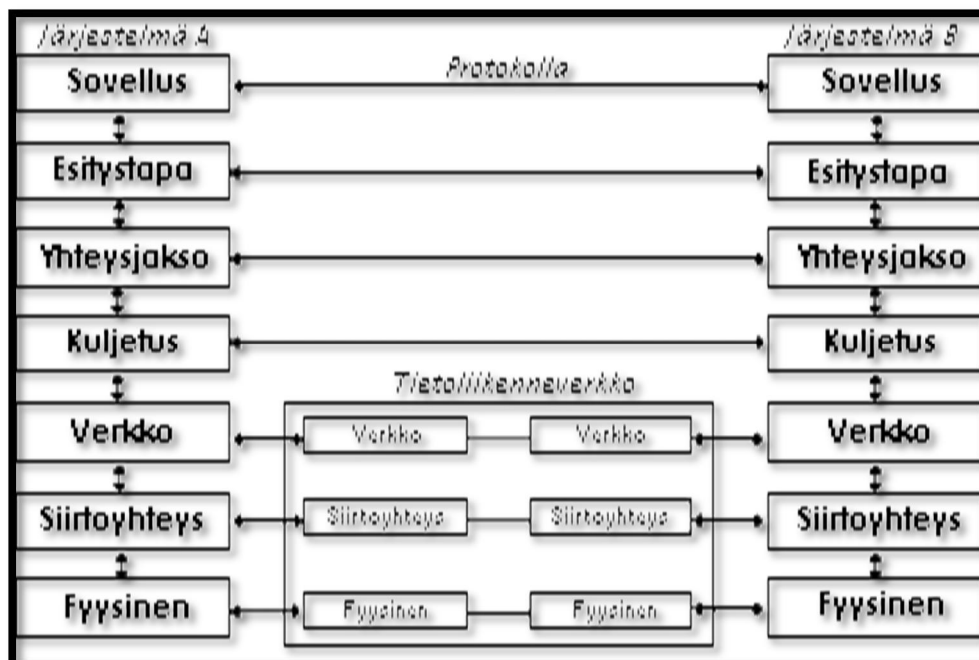 Järjestelmä A
Järjestelmä B
Sovellus
Protokolla
Sovellus
Esitystapa
Esitystapa
Yhteysjakso
Yhteysjakso
Kuljetus
Kuljetus
Tietoliikenneverkko
Verkko
Verkko
Verkko
Verkko
Siirtoyhteys
Siirtoyhteys
Siirtoyhteys
Siirtoyhteys
Fyysinen
Fyysinen
Fyysinen
Fyysinen